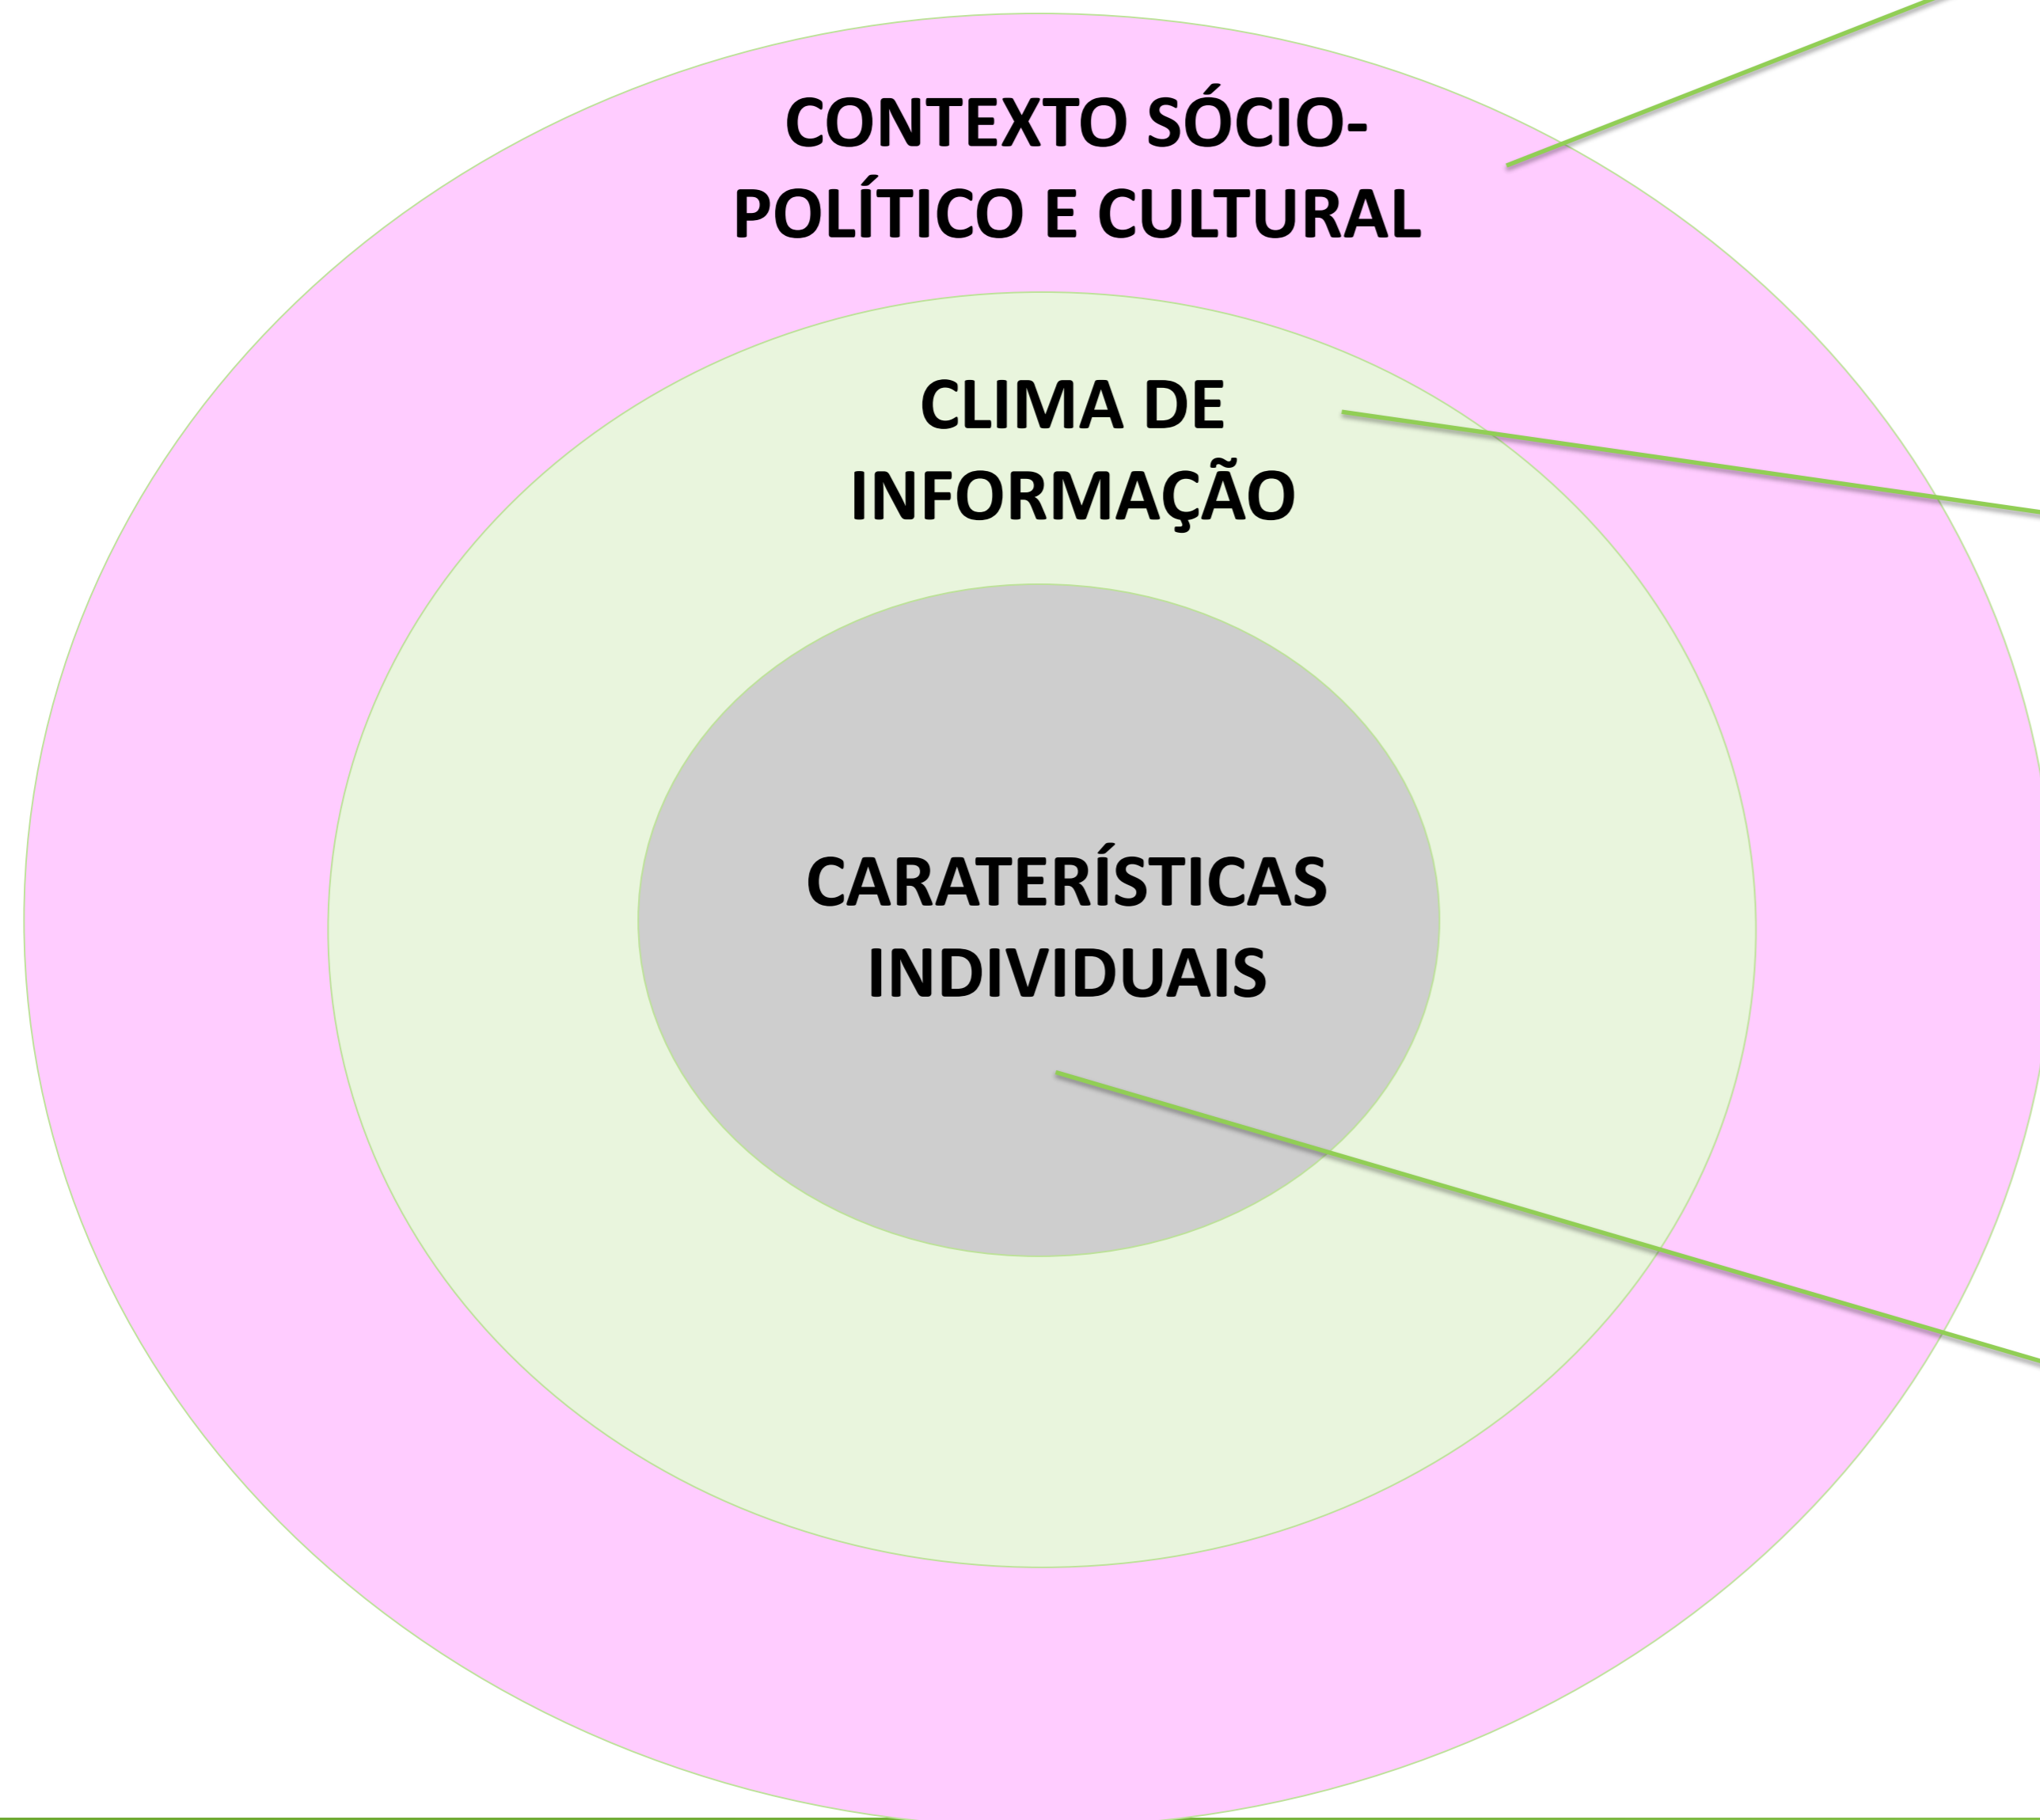 CONTEXTO SÓCIO-
POLÍTICO E CULTURAL
CLIMA DE
INFORMAÇÃO
CARATERÍSTICAS
INDIVIDUAIS